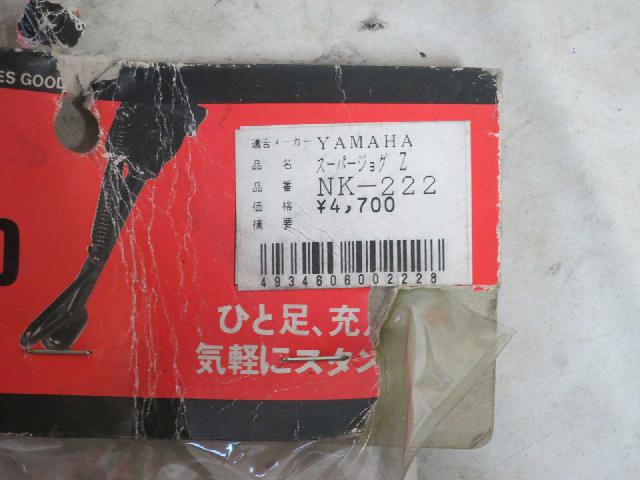 ES GOOD
適合メーカー YAMAHA
品 名 スーパージョグ Z
品 番 NK-222
価 格 ¥4,700
摘 要
4934606002228
ひと足、充
気軽にスタン